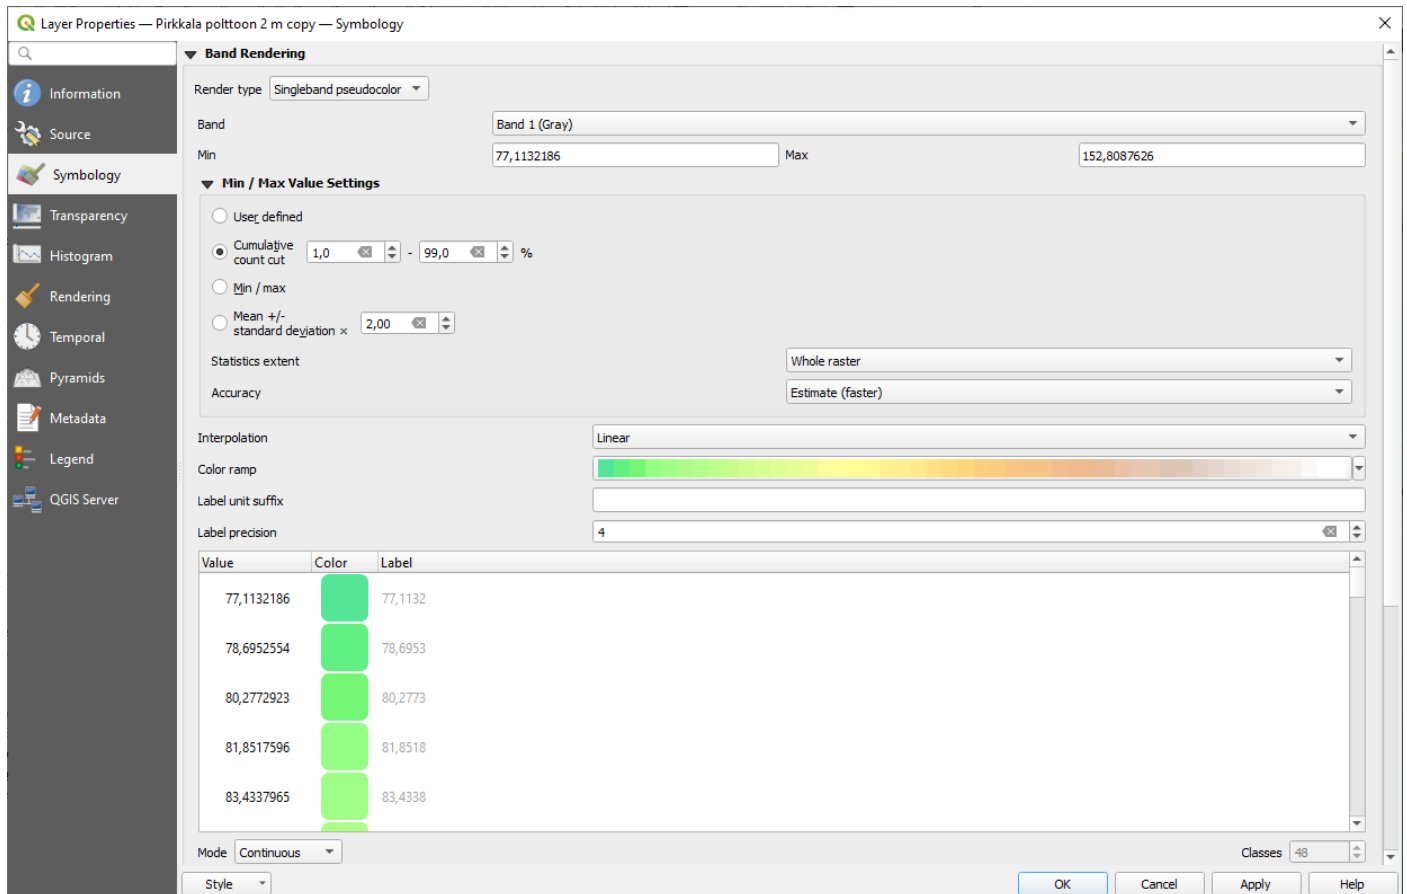 Layer Properties — Pirkkala polttoon 2 m copy — Symbology
Information
Source
Symbology
Transparency
Histogram
Rendering
Temporal
Pyramids
Metadata
Legend
QGIS Server
Band Rendering
Render type Singleband pseudocolor
Band Band 1 (Gray)
Min 77,1132186 Max 152,8087626
Min / Max Value Settings
User defined
Cumulative
count cut 1,0 - 99,0 %
Min / max
Mean +/-
standard deviation × 2,00
Statistics extent Whole raster
Accuracy Estimate (faster)
Interpolation Linear
Color ramp
Label unit suffix
Label precision 4
Value Color Label
77,1132186 77,1132
78,6952554 78,6953
80,2772923 80,2773
81,8517596 81,8518
83,4337965 83,4338
Mode Continuous Classes 48
Style OK Cancel Apply Help